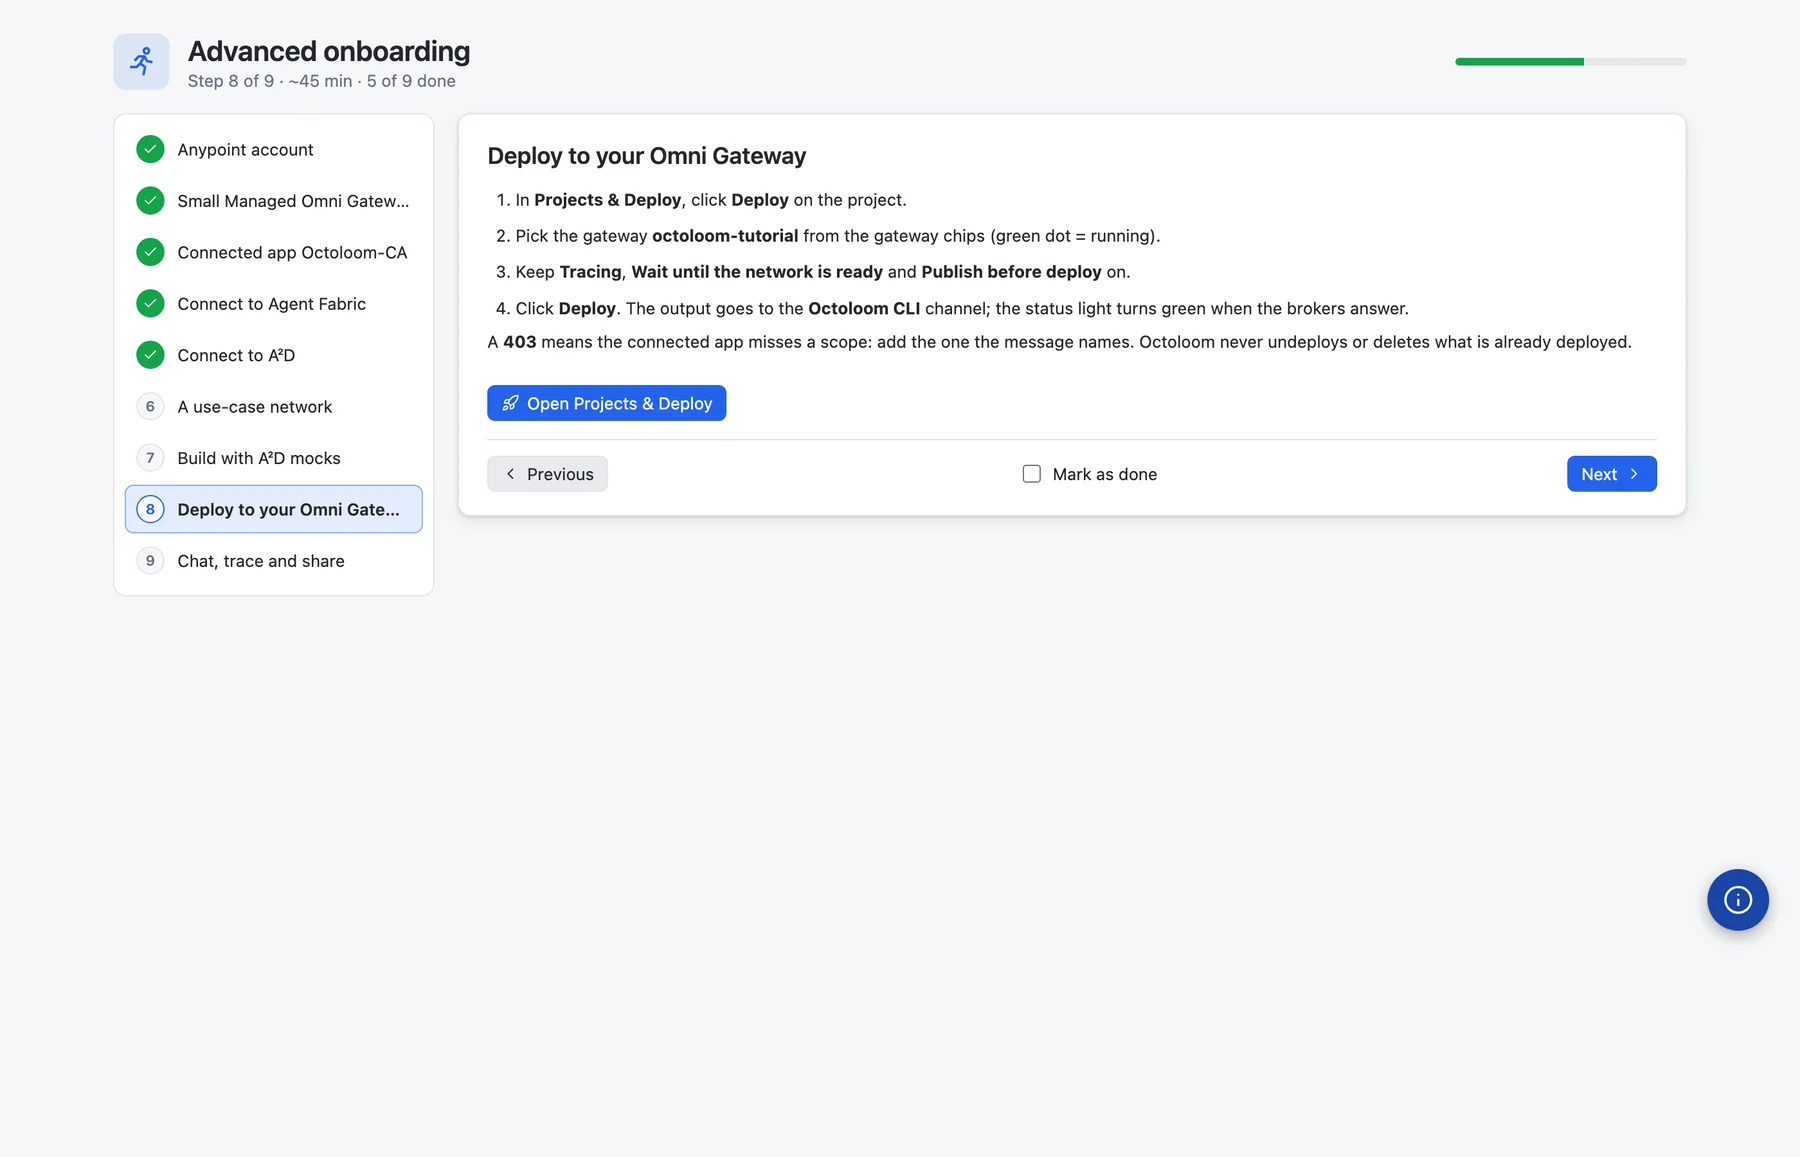 Advanced onboarding
Step 8 of 9 · ~45 min · 5 of 9 done
Anypoint account
Small Managed Omni Gatew...
Connected app Octoloom-CA
Connect to Agent Fabric
Connect to A²D
6 A use-case network
7 Build with A²D mocks
8 Deploy to your Omni Gate...
9 Chat, trace and share
Deploy to your Omni Gateway
1. In Projects & Deploy, click Deploy on the project.
2. Pick the gateway octoloom-tutorial from the gateway chips (green dot = running).
3. Keep Tracing, Wait until the network is ready and Publish before deploy on.
4. Click Deploy. The output goes to the Octoloom CLI channel; the status light turns green when the brokers answer.
A 403 means the connected app misses a scope: add the one the message names. Octoloom never undeploys or deletes what is already deployed.
Open Projects & Deploy
Previous
Mark as done
Next